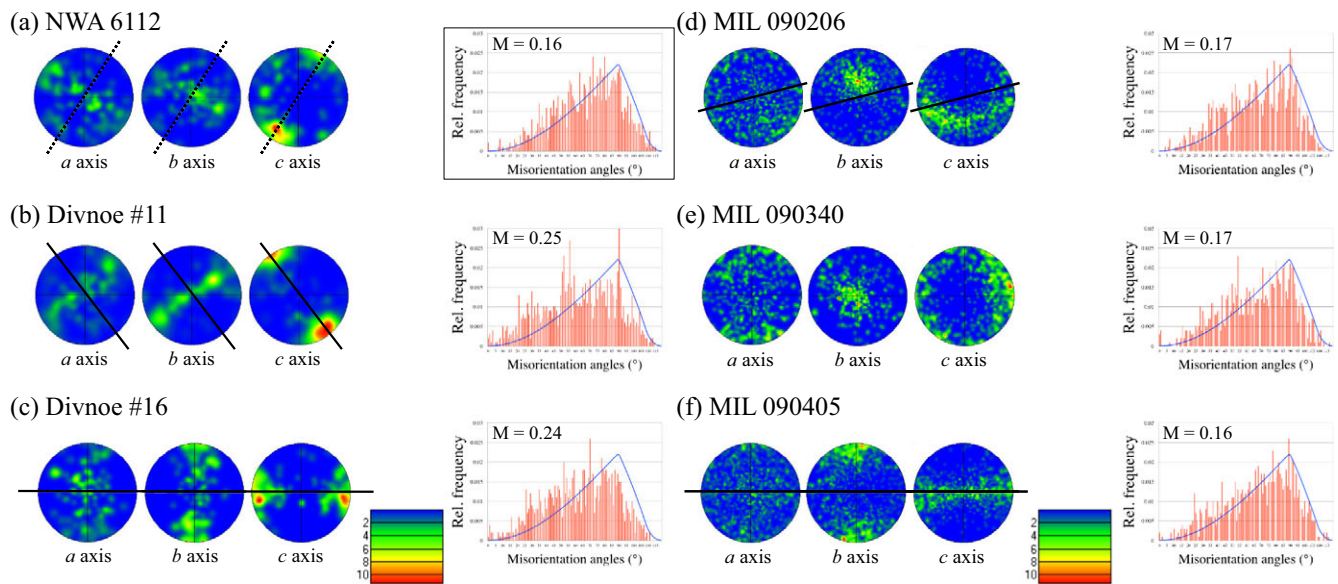 (a) NWA 6112
a axis
b axis
c axis
M = 0.16
Rel. frequency
Misorientation angles (°)
(b) Divnoe #11
a axis
b axis
c axis
M = 0.25
Rel. frequency
Misorientation angles (°)
(c) Divnoe #16
a axis
b axis
c axis
2
4
6
8
10
M = 0.24
Rel. frequency
Misorientation angles (°)
(d) MIL 090206
a axis
b axis
c axis
M = 0.17
Rel. frequency
Misorientation angles (°)
(e) MIL 090340
a axis
b axis
c axis
M = 0.17
Rel. frequency
Misorientation angles (°)
(f) MIL 090405
a axis
b axis
c axis
2
4
6
8
10
M = 0.16
Rel. frequency
Misorientation angles (°)